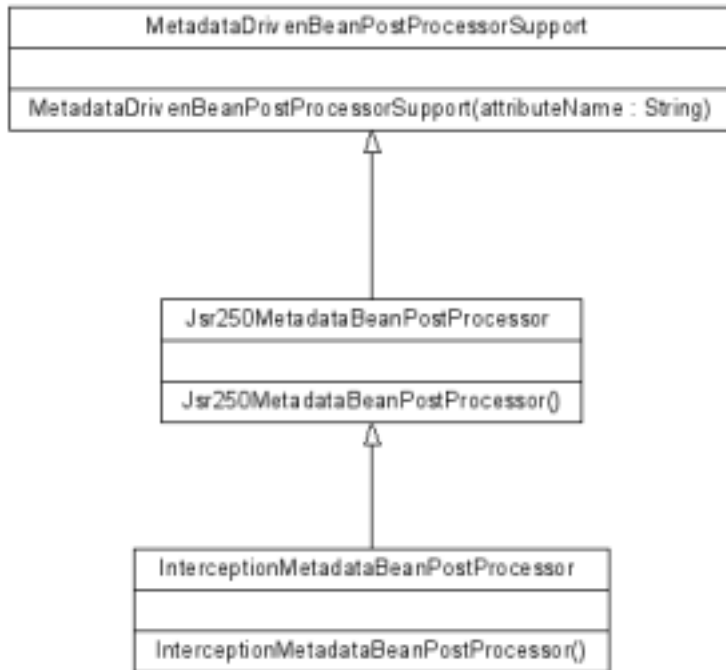 MetadataDrivenBeanPostProcessorSupport
MetadataDrivenBeanPostProcessorSupport(attributeName : String)
Jsr250MetadataBeanPostProcessor
Jsr250MetadataBeanPostProcessor()
InterceptionMetadataBeanPostProcessor
InterceptionMetadataBeanPostProcessor()